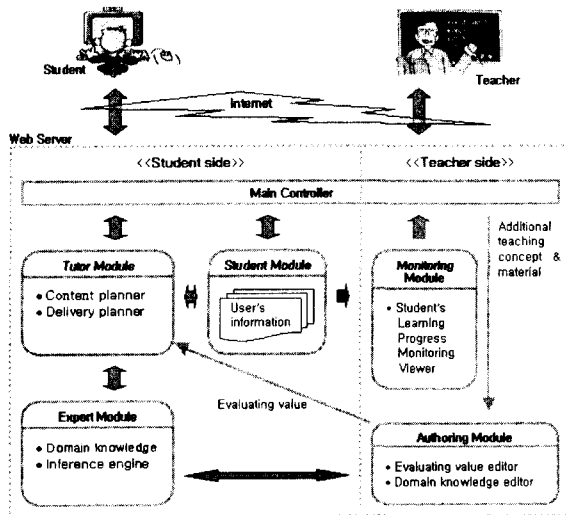 Student
Teacher
Internet
Web Server
<<Student side>>
<<Teacher side>>
Main Controller
Additional
teaching
concept &
material
Tutor Module
• Content planner
• Delivery planner
Student Module
User's
information
Monitoring
Module
• Student's
Learning
Progress
Monitoring
Viewer
Evaluating value
Expert Module
• Domain knowledge
• Inference engine
Authoring Module
• Evaluating value editor
• Domain knowledge editor